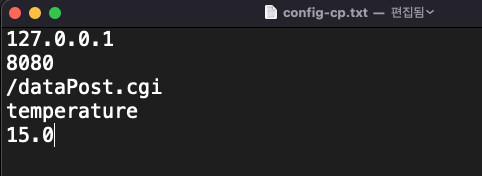 config-cp.txt — 편집됨
127.0.0.1
8080
/dataPost.cgi
temperature
15.0